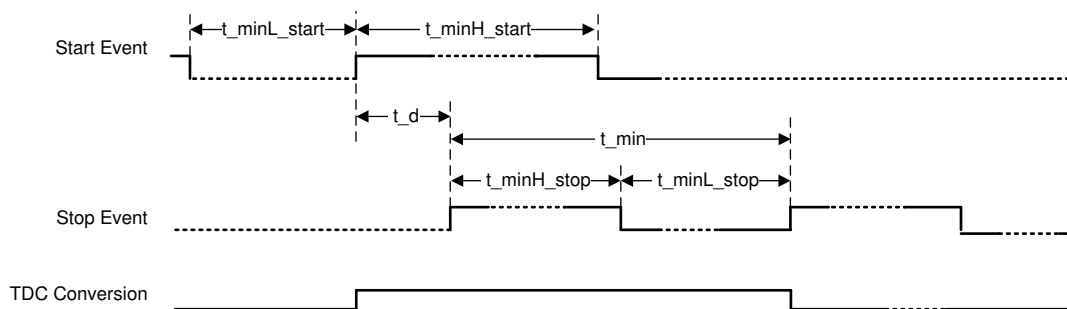 t_minL_start
t_minH_start
Start Event
t_d
t_min
t_minH_stop
t_minL_stop
Stop Event
TDC Conversion